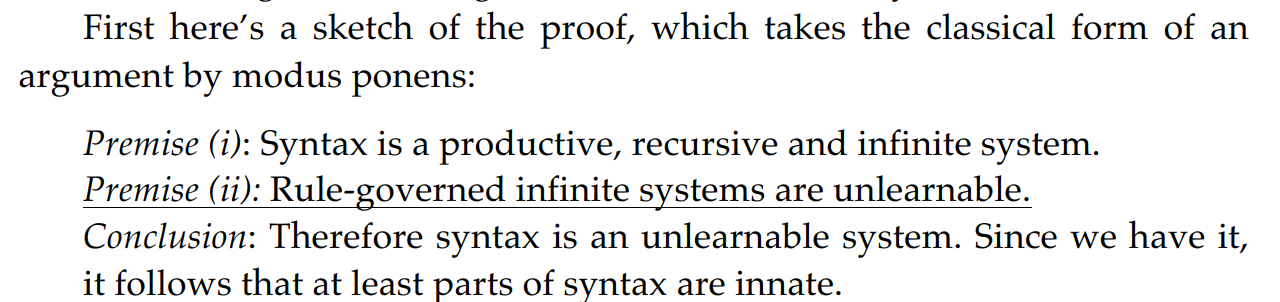 First here's a sketch of the proof, which takes the classical form of an
argument by modus ponens:
Premise (i): Syntax is a productive, recursive and infinite system.
Premise (ii): Rule-governed infinite systems are unlearnable.
Conclusion: Therefore syntax is an unlearnable system. Since we have it,
it follows that at least parts of syntax are innate.